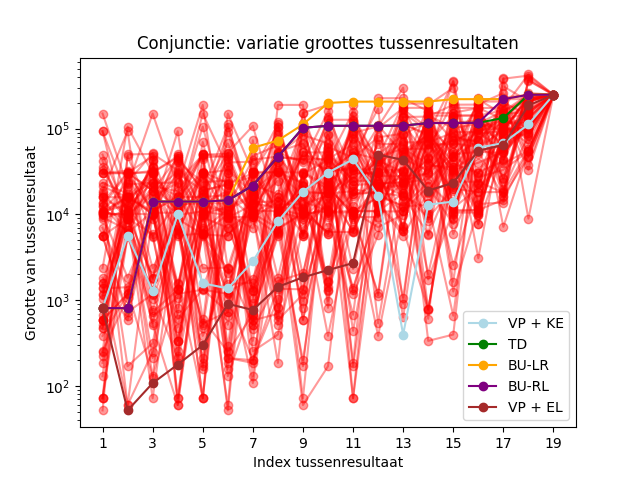 Conjunctie: variatie groottes tussenresultaten
Grootte van tussenresultaat
10^5
10^4
10^3
10^2
VP + KE
TD
BU-LR
BU-RL
VP + EL
1 3 5 7 9 11 13 15 17 19
Index tussenresultaat